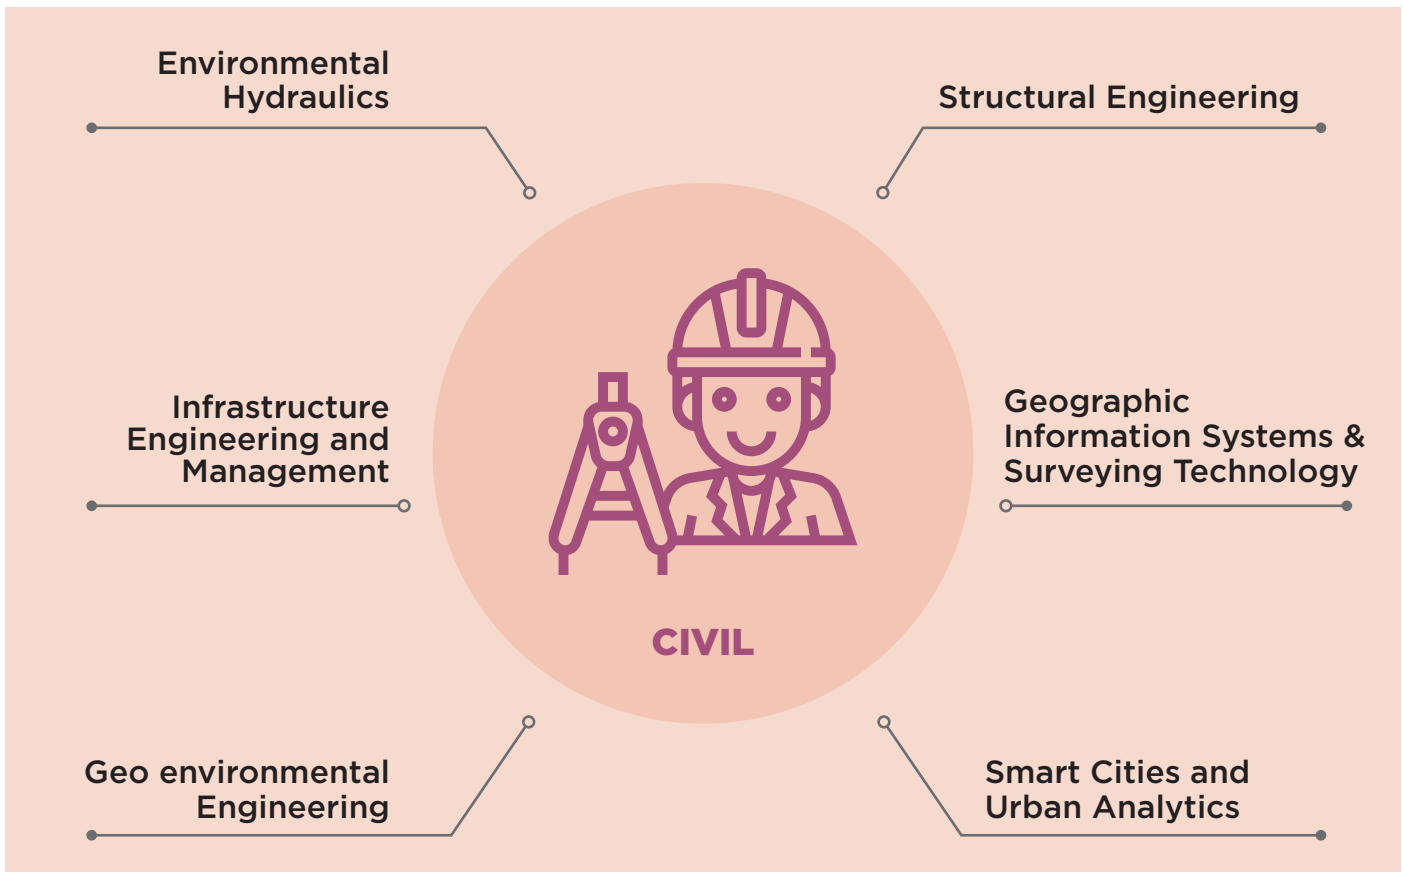 Environmental
Hydraulics
Structural Engineering
Infrastructure
Engineering and
Management
Geographic
Information Systems &
Surveying Technology
CIVIL
Geo environmental
Engineering
Smart Cities and
Urban Analytics